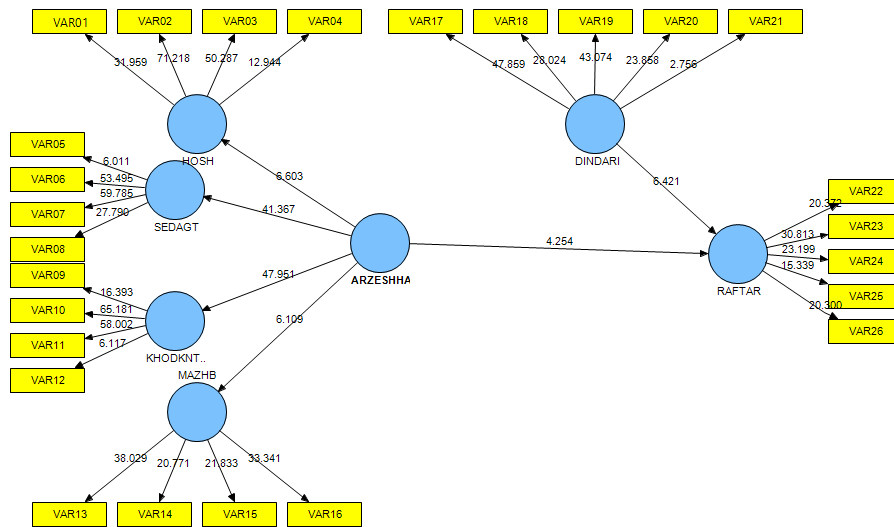 VAR01 VAR02 VAR03 VAR04 VAR17 VAR18 VAR19 VAR20 VAR21
31.959 71.218 50.287 12.944 47.859 28.024 43.074 23.858 2.756
HOSH DINDARI
VAR05 6.011
VAR06 53.495
VAR07 59.785
VAR08 27.790
SEDAGT
6.603
41.367
6.421
VAR22 20.372
VAR23 30.813
VAR24 23.199
VAR25 15.339
VAR26 20.300
RAFTAR
4.254
ARZESHHA
47.951
6.109
VAR09 16.393
VAR10 65.181
VAR11 58.002
VAR12 6.117
KHODKNT..
MAZHB
38.029 20.771 21.833 33.341
VAR13 VAR14 VAR15 VAR16